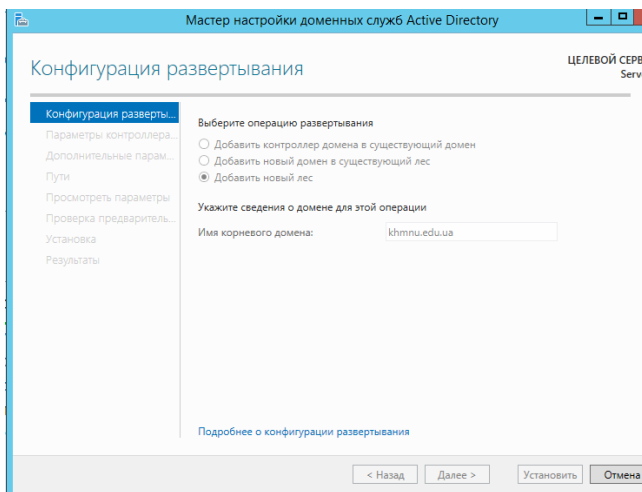 Мастер настройки доменных служб Active Directory
Конфигурация развертывания
ЦЕЛЕВОЙ СЕРВ
Serv
Конфигурация разверты...
Параметры контроллера...
Дополнительные парам...
Пути
Просмотреть параметры
Проверка предваритель...
Установка
Результаты
Выберите операцию развертывания
Добавить контроллер домена в существующий домен
Добавить новый домен в существующий лес
Добавить новый лес
Укажите сведения о домене для этой операции
Имя корневого домена: khmnu.edu.ua
Подробнее о конфигурации развертывания
< Назад Далее > Установить Отмена